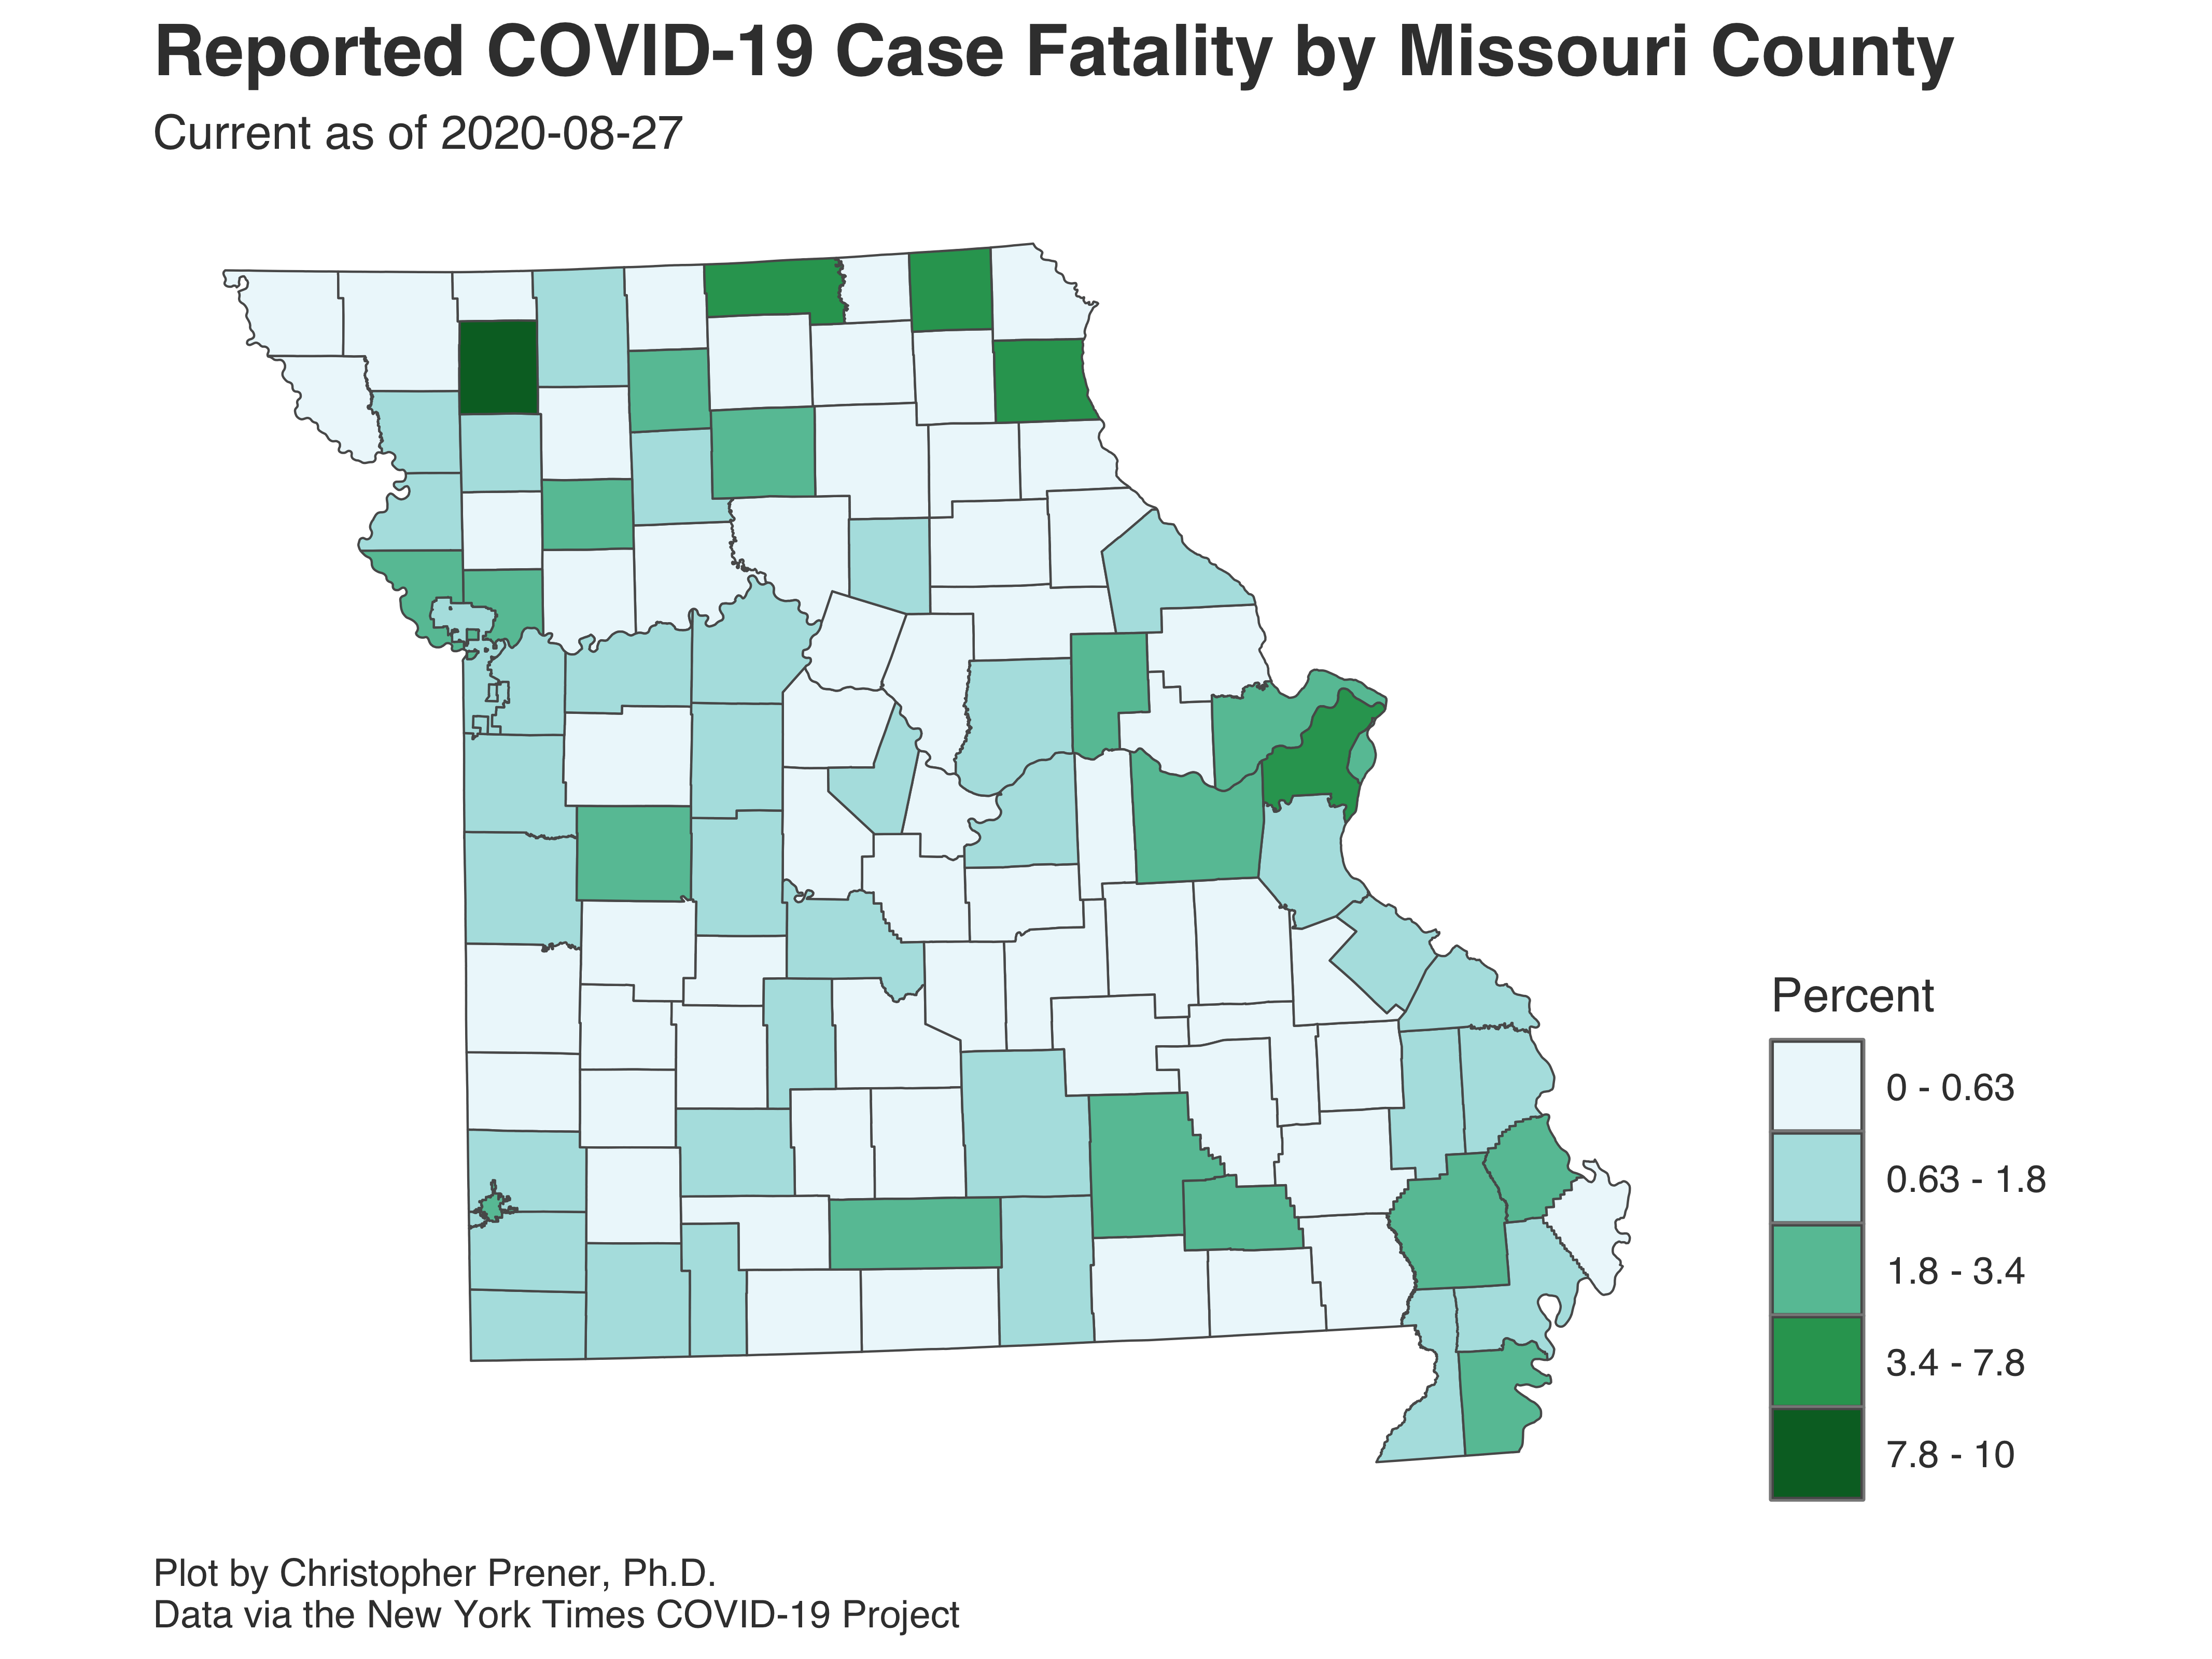 Reported COVID-19 Case Fatality by Missouri County
Current as of 2020-08-27
Percent
0 - 0.63
0.63 - 1.8
1.8 - 3.4
3.4 - 7.8
7.8 - 10
Plot by Christopher Prener, Ph.D.
Data via the New York Times COVID-19 Project